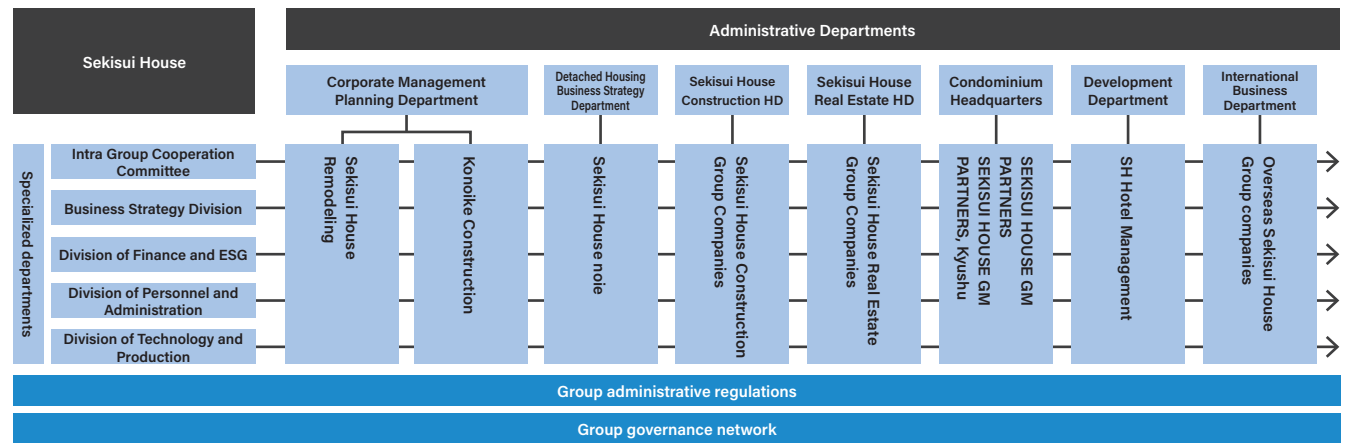 Sekisui House
Administrative Departments
Corporate Management
Planning Department
Detached Housing
Business Strategy
Department
Sekisui House
Construction HD
Sekisui House
Real Estate HD
Condominium
Headquarters
Development
Department
International
Business
Department
Specialized departments
Intra Group Cooperation
Committee
Business Strategy Division
Division of Finance and ESG
Division of Personnel and
Administration
Division of Technology and
Production
Sekisui House
Remodeling
Konoike Construction
Sekisui House noie
Sekisui House Construction
Group Companies
Sekisui House Real Estate
Group Companies
SEKISUI HOUSE GM
PARTNERS
SEKISUI HOUSE GM
PARTNERS, Kyushu
SH Hotel Management
Overseas Sekisui House
Group companies
Group administrative regulations
Group governance network